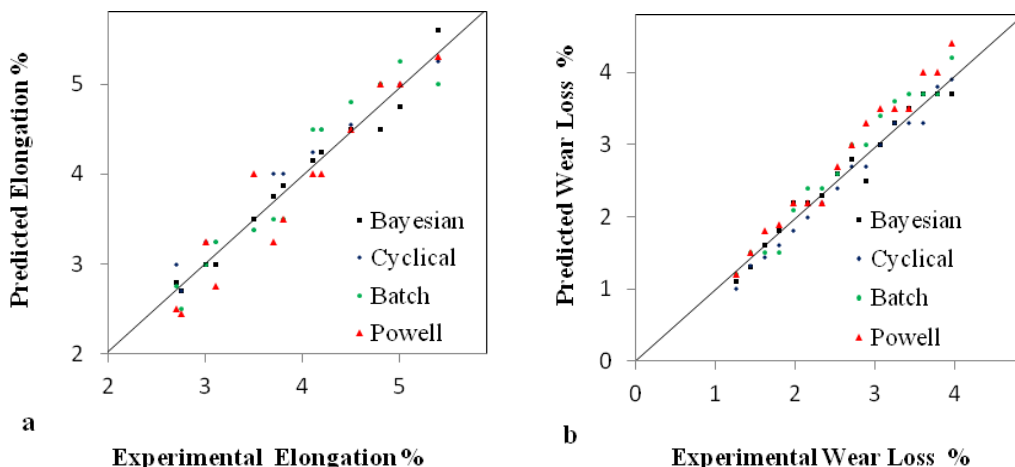 Predicted Elongation %
5
4
3
2
2 3 4 5
Bayesian
Cyclical
Batch
Powell
a
Experimental Elongation %
Predicted Wear Loss %
4
3
2
1
0
0 1 2 3 4
Bayesian
Cyclical
Batch
Powell
b
Experimental Wear Loss %